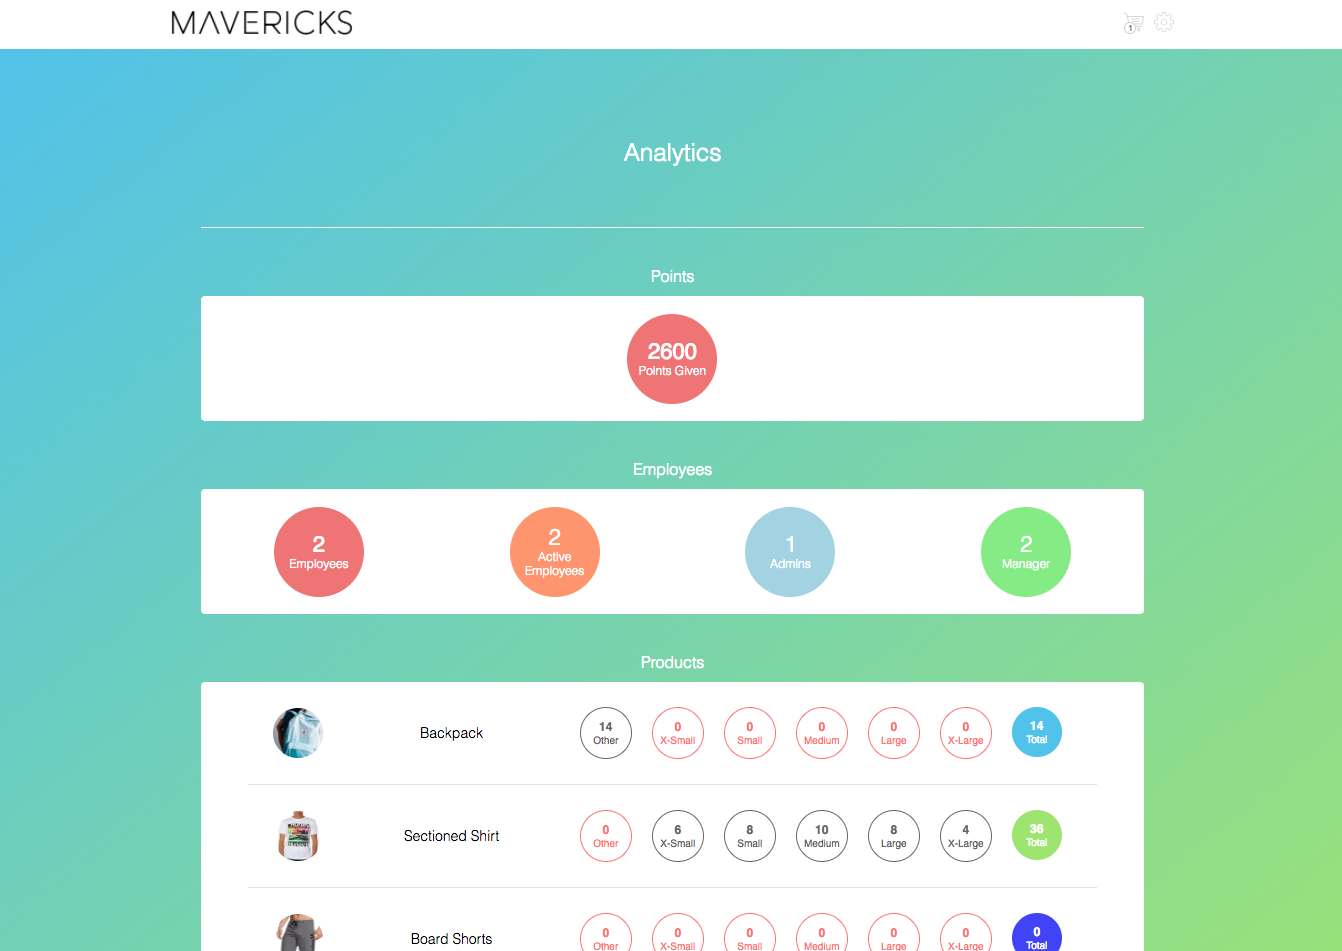 MAVERICKS
1
Analytics
Points
2600
Points Given
Employees
2
Employees
2
Active
Employees
1
Admins
2
Manager
Products
Backpack
14
Other
0
X-Small
0
Small
0
Medium
0
Large
0
X-Large
14
Total
Sectioned Shirt
0
Other
6
X-Small
8
Small
10
Medium
8
Large
4
X-Large
36
Total
Board Shorts
0
Other
0
X-Small
0
Small
0
Medium
0
Large
0
X-Large
0
Total